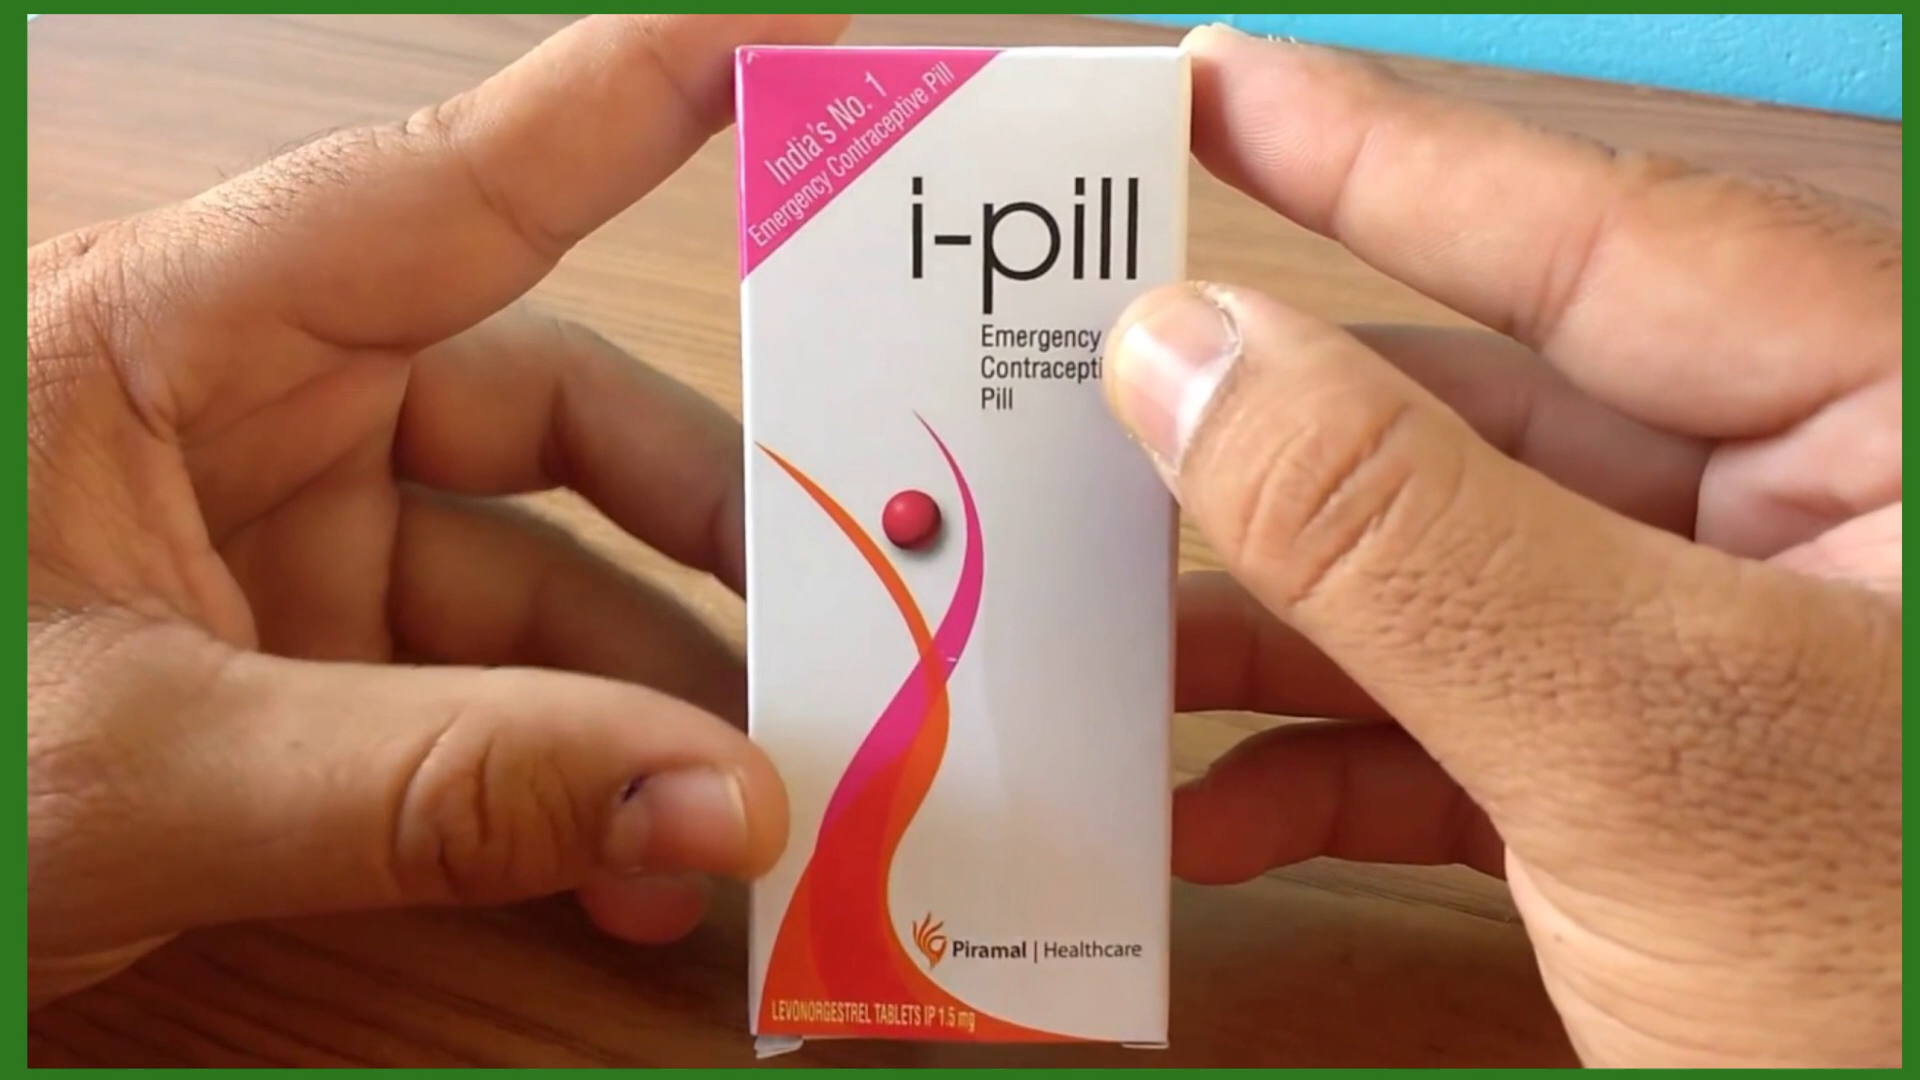 India's No. 1
Emergency Contraceptive Pill
i-pill
Emergency
Contracepti
Pill
Piramal | Healthcare
LEVONORGESTREL TABLETS IP 1.5 mg